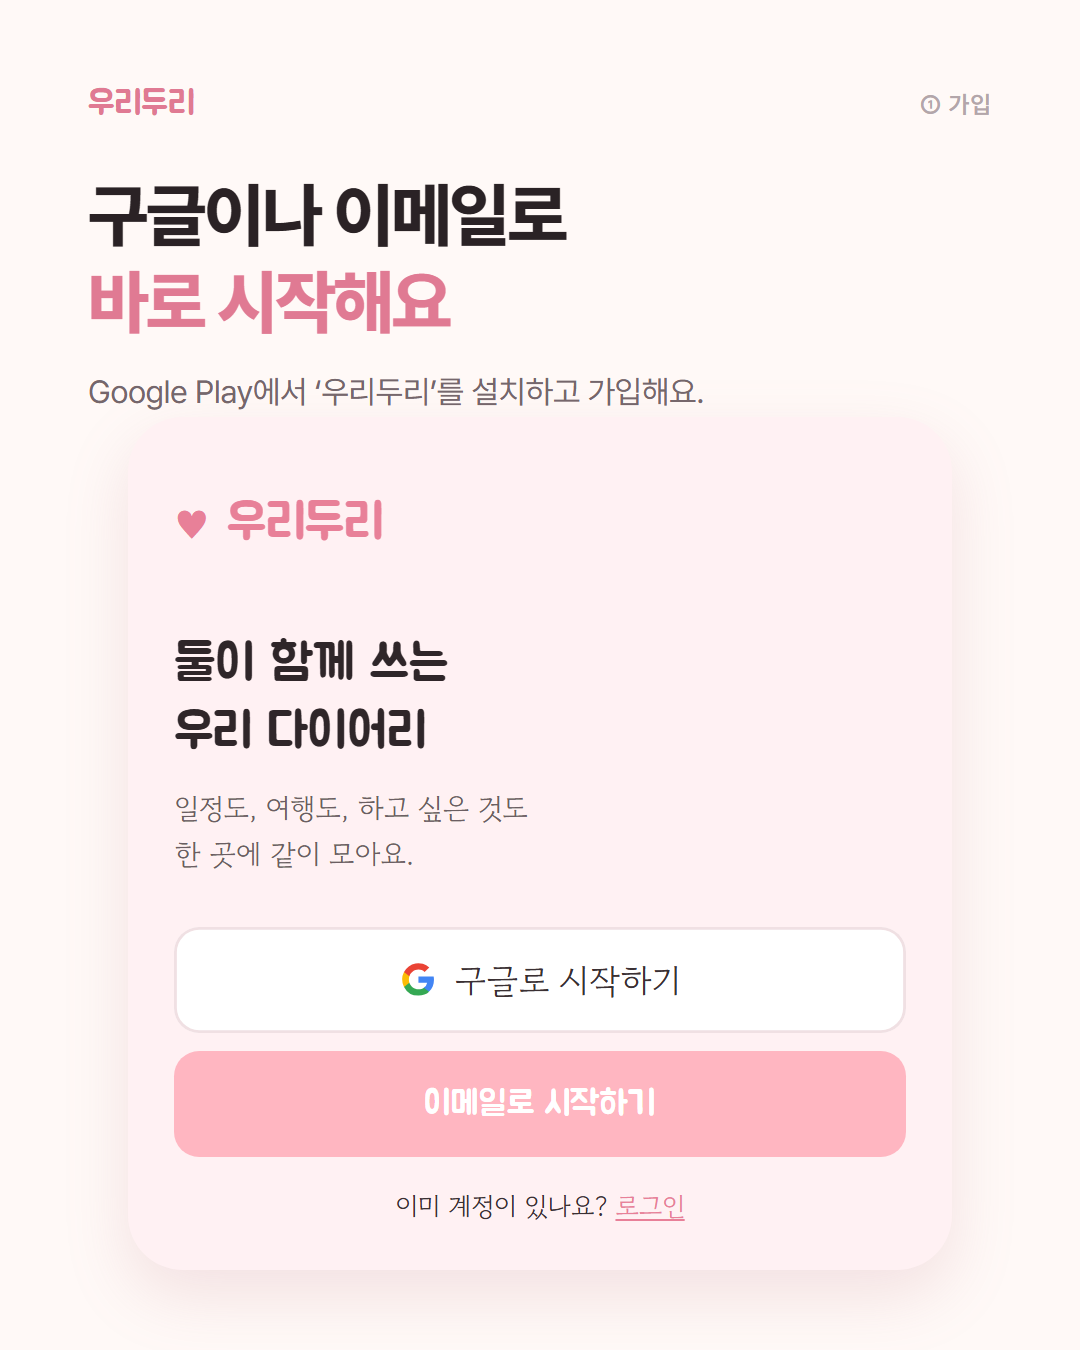 우리두리
① 가입
구글이나 이메일로
바로 시작해요
Google Play에서 ‘우리두리’를 설치하고 가입해요.
♥ 우리두리
둘이 함께 쓰는
우리 다이어리
일정도, 여행도, 하고 싶은 것도
한 곳에 같이 모아요.
구글로 시작하기
이메일로 시작하기
이미 계정이 있나요? 로그인